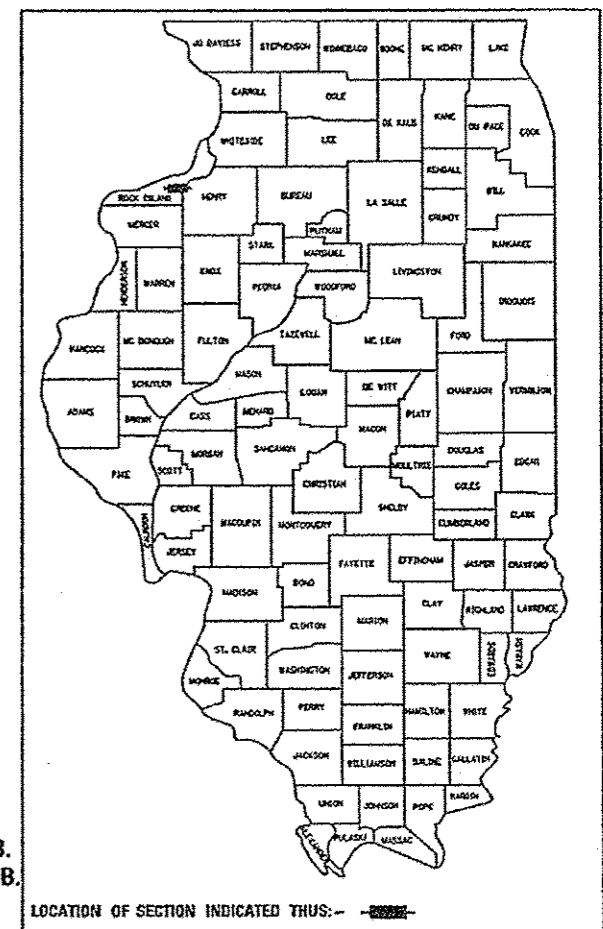 JO DAVIESS STEPHENSON WINNEBAGO BOONE MC HENRY LAKE
CARROLL OGLE DE KALB KANE DU PAGE COOK
WHITESIDE LEE KENDALL WILL
ROCK ISLAND HENRY BUREAU LA SALLE GRUNDY
MERCER PUTNAM KANKAKEE
STARK MARSHALL LIVINGSTON
HENDERSON WARREN KNOX PEORIA WOODFORD IROQUOIS
HANCOCK MC DONOUGH FULTON TAZEWELL MC LEAN FORD
SCHUYLER MASON LOGAN DE WITT CHAMPAIGN VERMILION
ADAMS BROWN CASS MENARD MACON PIATT
PIKE SCOTT MORGAN SANGAMON MOULTRIE DOUGLAS EDGAR
CHRISTIAN COLES
CALHOUN GREENE MACOUPIN MONTGOMERY SHELBY CUMBERLAND CLARK
JERSEY FAYETTE EFFINGHAM JASPER CRAWFORD
MADISON BOND CLAY RICHLAND LAWRENCE
CLINTON MARION
ST. CLAIR WAYNE EDWARDS WABASH
MONROE WASHINGTON JEFFERSON
RANDOLPH PERRY HAMILTON WHITE
FRANKLIN
JACKSON WILLIAMSON SALINE GALLATIN
UNION JOHNSON POPE HARDIN
ALEXANDER PULASKI MASSAC
B.
B.
LOCATION OF SECTION INDICATED THUS:-